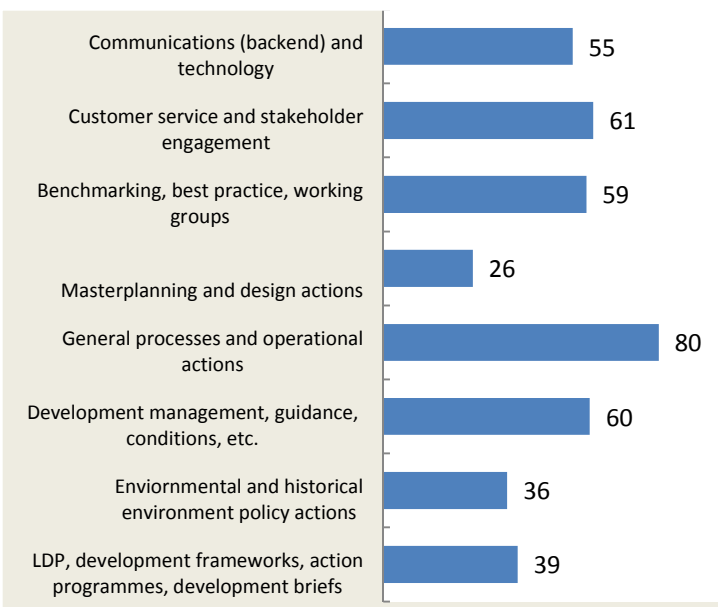 Communications (backend) and
technology
55
Customer service and stakeholder
engagement
61
Benchmarking, best practice, working
groups
59
Masterplanning and design actions
26
General processes and operational
actions
80
Development management, guidance,
conditions, etc.
60
Enviornmental and historical
environment policy actions
36
LDP, development frameworks, action
programmes, development briefs
39